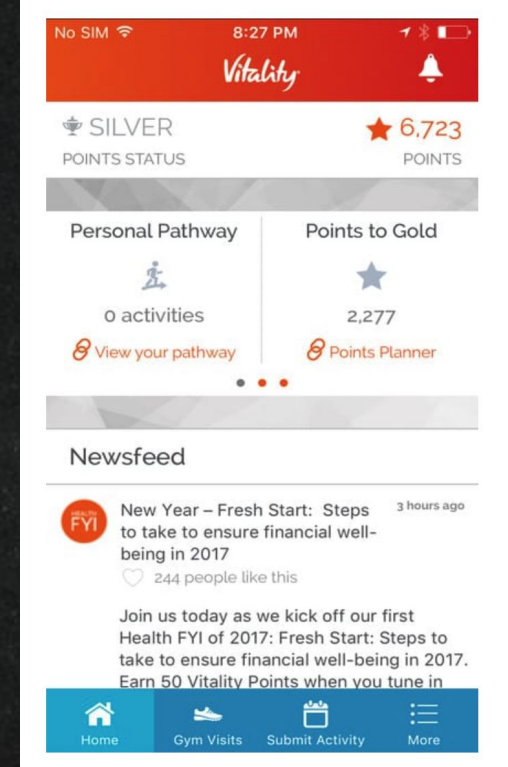 No SIM 8:27 PM
Vitality
SILVER 6,723
POINTS STATUS POINTS
Personal Pathway Points to Gold
0 activities 2,277
View your pathway Points Planner
Newsfeed
HEALTH
FYI
New Year – Fresh Start: Steps 3 hours ago
to take to ensure financial well-
being in 2017
244 people like this
Join us today as we kick off our first
Health FYI of 2017: Fresh Start: Steps to
take to ensure financial well-being in 2017.
Earn 50 Vitality Points when you tune in
Home Gym Visits Submit Activity More